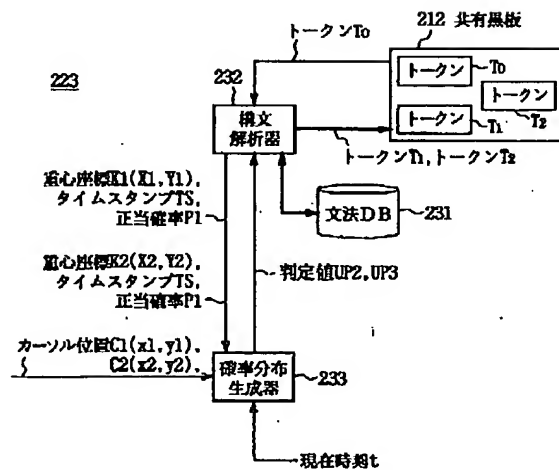 トークンT0
212 共有黒板
223
232
トークン
T0
トークン
T2
トークン
T1
構文
解析器
トークンT1,トークンT2
重心座標K1(X1,Y1),
タイムスタンプTS,
正当確率P1
文法DB
231
重心座標K2(X2,Y2),
タイムスタンプTS,
正当確率P1
判定値UP2,UP3
カーソル位置C1(x1,y1),
C2(x2,y2),
確率分布
生成器
233
現在時刻t